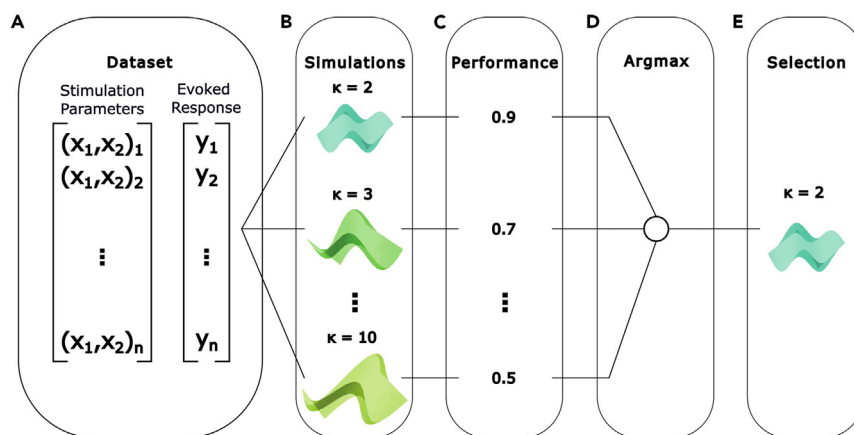 A
B
C
D
E
Dataset
Simulations
Performance
Argmax
Selection
Stimulation
Parameters
Evoked
Response
(x₁,x₂)₁
y₁
(x₁,x₂)₂
y₂
⋮
⋮
(x₁,x₂)ₙ
yₙ
κ = 2
κ = 3
⋮
κ = 10
0.9
0.7
⋮
0.5
κ = 2